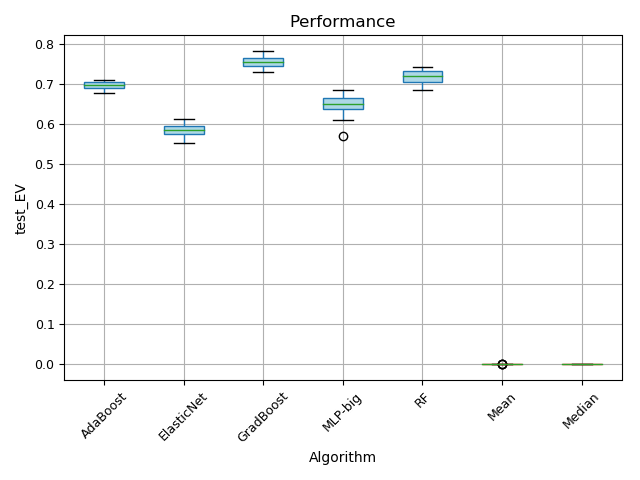 Performance
0.8
0.7
0.6
0.5
0.4
0.3
0.2
0.1
0.0
test_EV
AdaBoost
ElasticNet
GradBoost
MLP-big
RF
Mean
Median
Algorithm